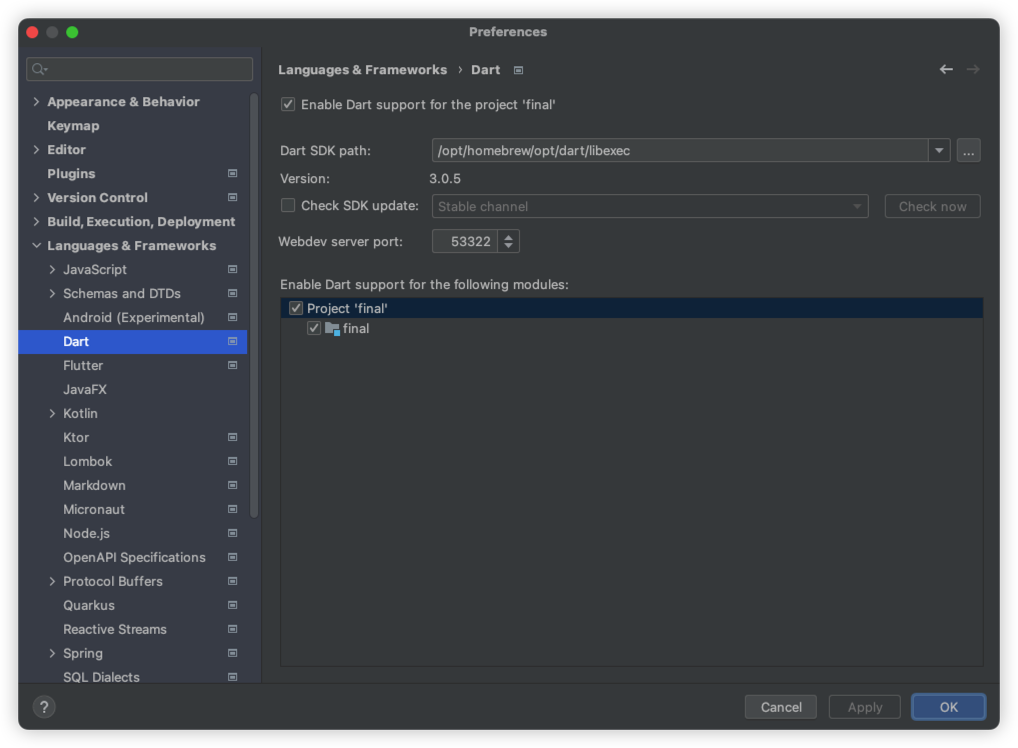 Preferences
Appearance & Behavior
Keymap
Editor
Plugins
Version Control
Build, Execution, Deployment
Languages & Frameworks
JavaScript
Schemas and DTDs
Android (Experimental)
Dart
Flutter
JavaFX
Kotlin
Ktor
Lombok
Markdown
Micronaut
Node.js
OpenAPI Specifications
Protocol Buffers
Quarkus
Reactive Streams
Spring
SQL Dialects
Languages & Frameworks › Dart
Enable Dart support for the project 'final'
Dart SDK path: /opt/homebrew/opt/dart/libexec ...
Version: 3.0.5
Check SDK update: Stable channel Check now
Webdev server port: 53322
Enable Dart support for the following modules:
Project 'final'
final
? Cancel Apply OK